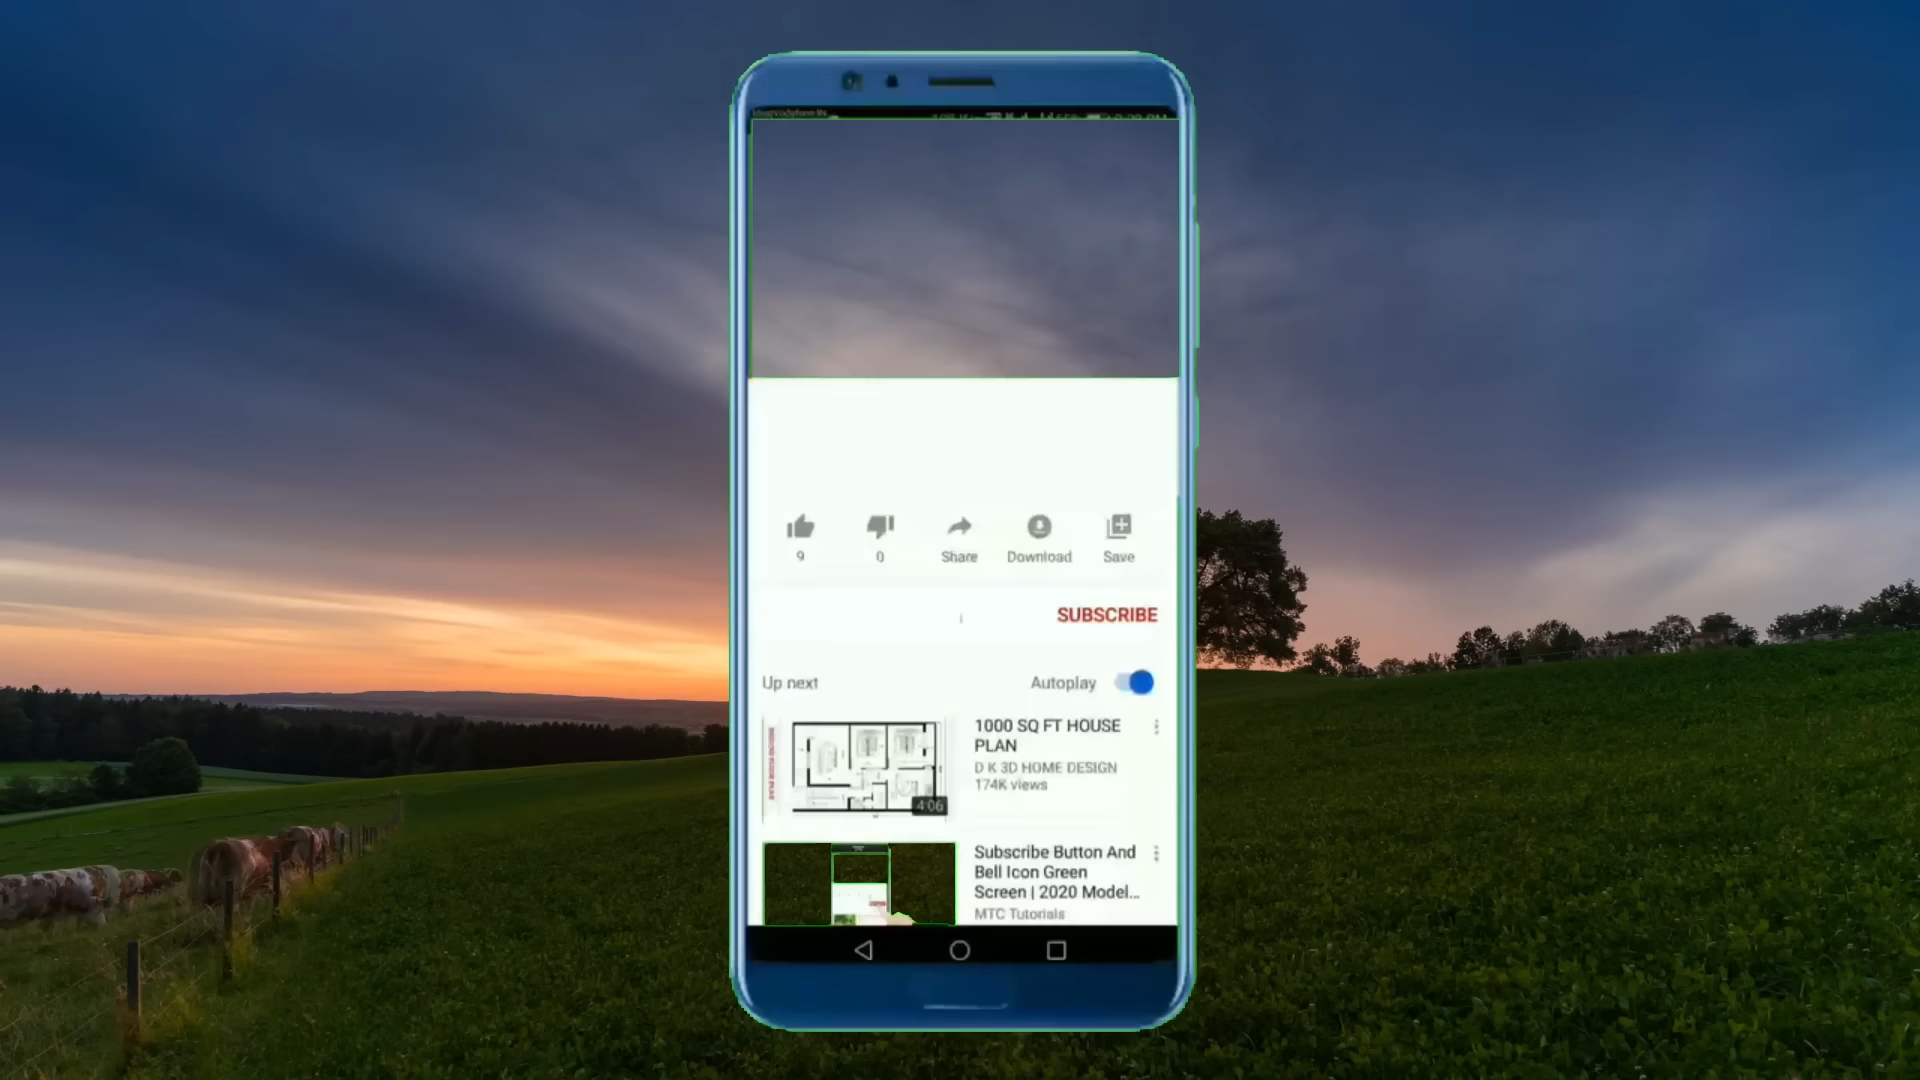 9
0
Share
Download
Save
SUBSCRIBE
Up next
Autoplay
1000 SQ FT HOUSE
PLAN
D K 3D HOME DESIGN
174K views
4:06
Subscribe Button And
Bell Icon Green
Screen | 2020 Model...
MTC Tutorials